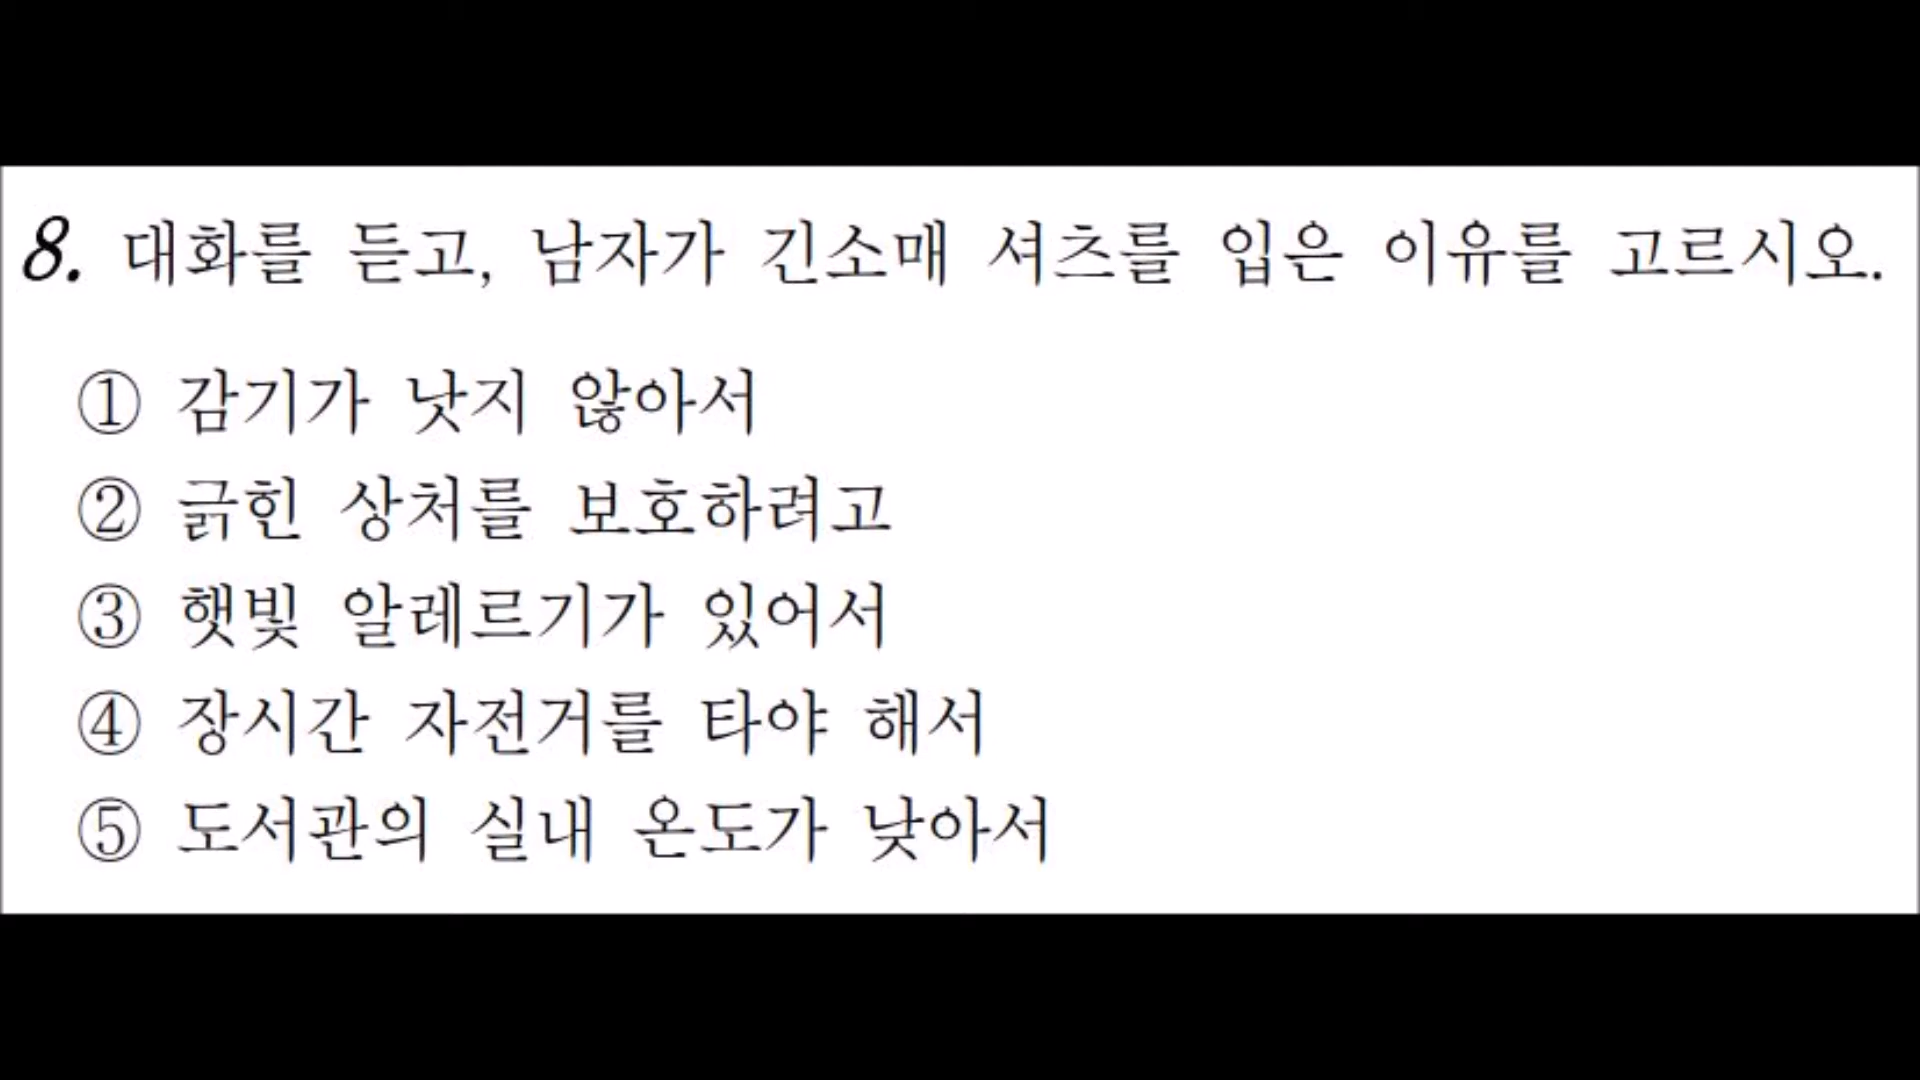 8. 대화를 듣고, 남자가 긴소매 셔츠를 입은 이유를 고르시오.
① 감기가 낫지 않아서
② 긁힌 상처를 보호하려고
③ 햇빛 알레르기가 있어서
④ 장시간 자전거를 타야 해서
⑤ 도서관의 실내 온도가 낮아서